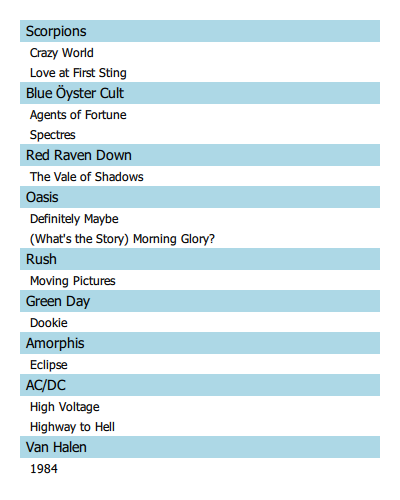 Scorpions
Crazy World
Love at First Sting
Blue Öyster Cult
Agents of Fortune
Spectres
Red Raven Down
The Vale of Shadows
Oasis
Definitely Maybe
(What's the Story) Morning Glory?
Rush
Moving Pictures
Green Day
Dookie
Amorphis
Eclipse
AC/DC
High Voltage
Highway to Hell
Van Halen
1984